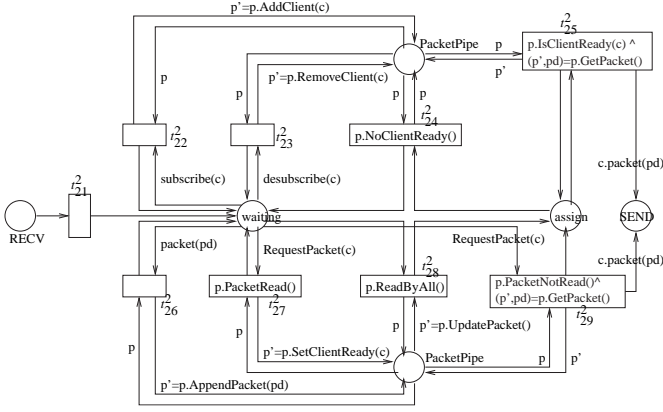 p'=p.AddClient(c)
t²₂₅
PacketPipe
p
p'
p.IsClientReady(c) ^
(p',pd)=p.GetPacket()
p'=p.RemoveClient(c)
p
p
p
p
t²₂₄
t²₂₂
t²₂₃
p.NoClientReady()
c.packet(pd)
subscribe(c)
desubscribe(c)
t²₂₁
RECV
waiting
assign
SEND
packet(pd)
RequestPacket(c)
RequestPacket(c)
c.packet(pd)
t²₂₈
p.PacketRead()
p.ReadByAll()
p.PacketNotRead()^
(p',pd)=p.GetPacket()
t²₂₆
t²₂₇
t²₂₉
p'=p.UpdatePacket()
p
p
p
p'=p.SetClientReady(c)
PacketPipe
p
p'
p'=p.AppendPacket(pd)